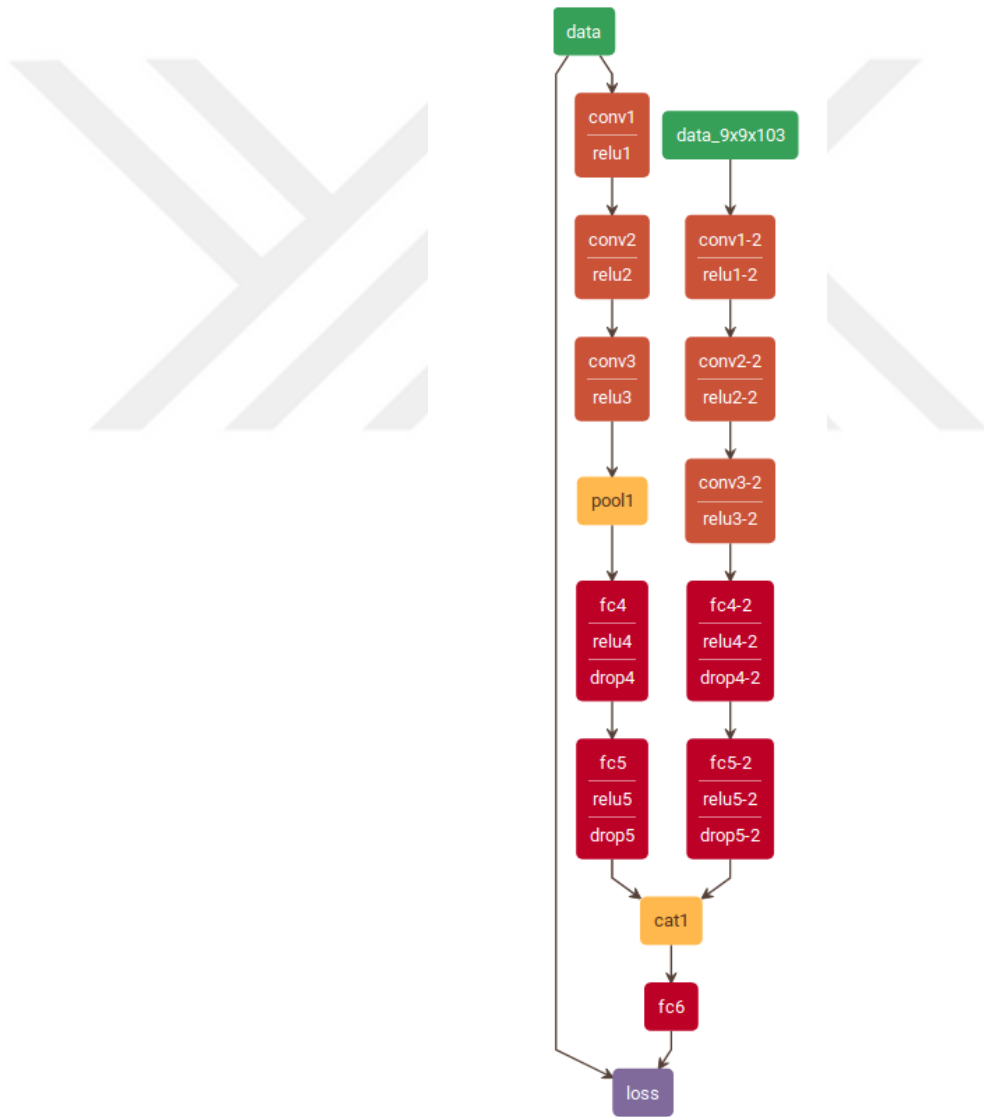 data
conv1
relu1
data_9x9x103
conv2
relu2
conv1-2
relu1-2
conv3
relu3
conv2-2
relu2-2
pool1
conv3-2
relu3-2
fc4
relu4
drop4
fc4-2
relu4-2
drop4-2
fc5
relu5
drop5
fc5-2
relu5-2
drop5-2
cat1
fc6
loss